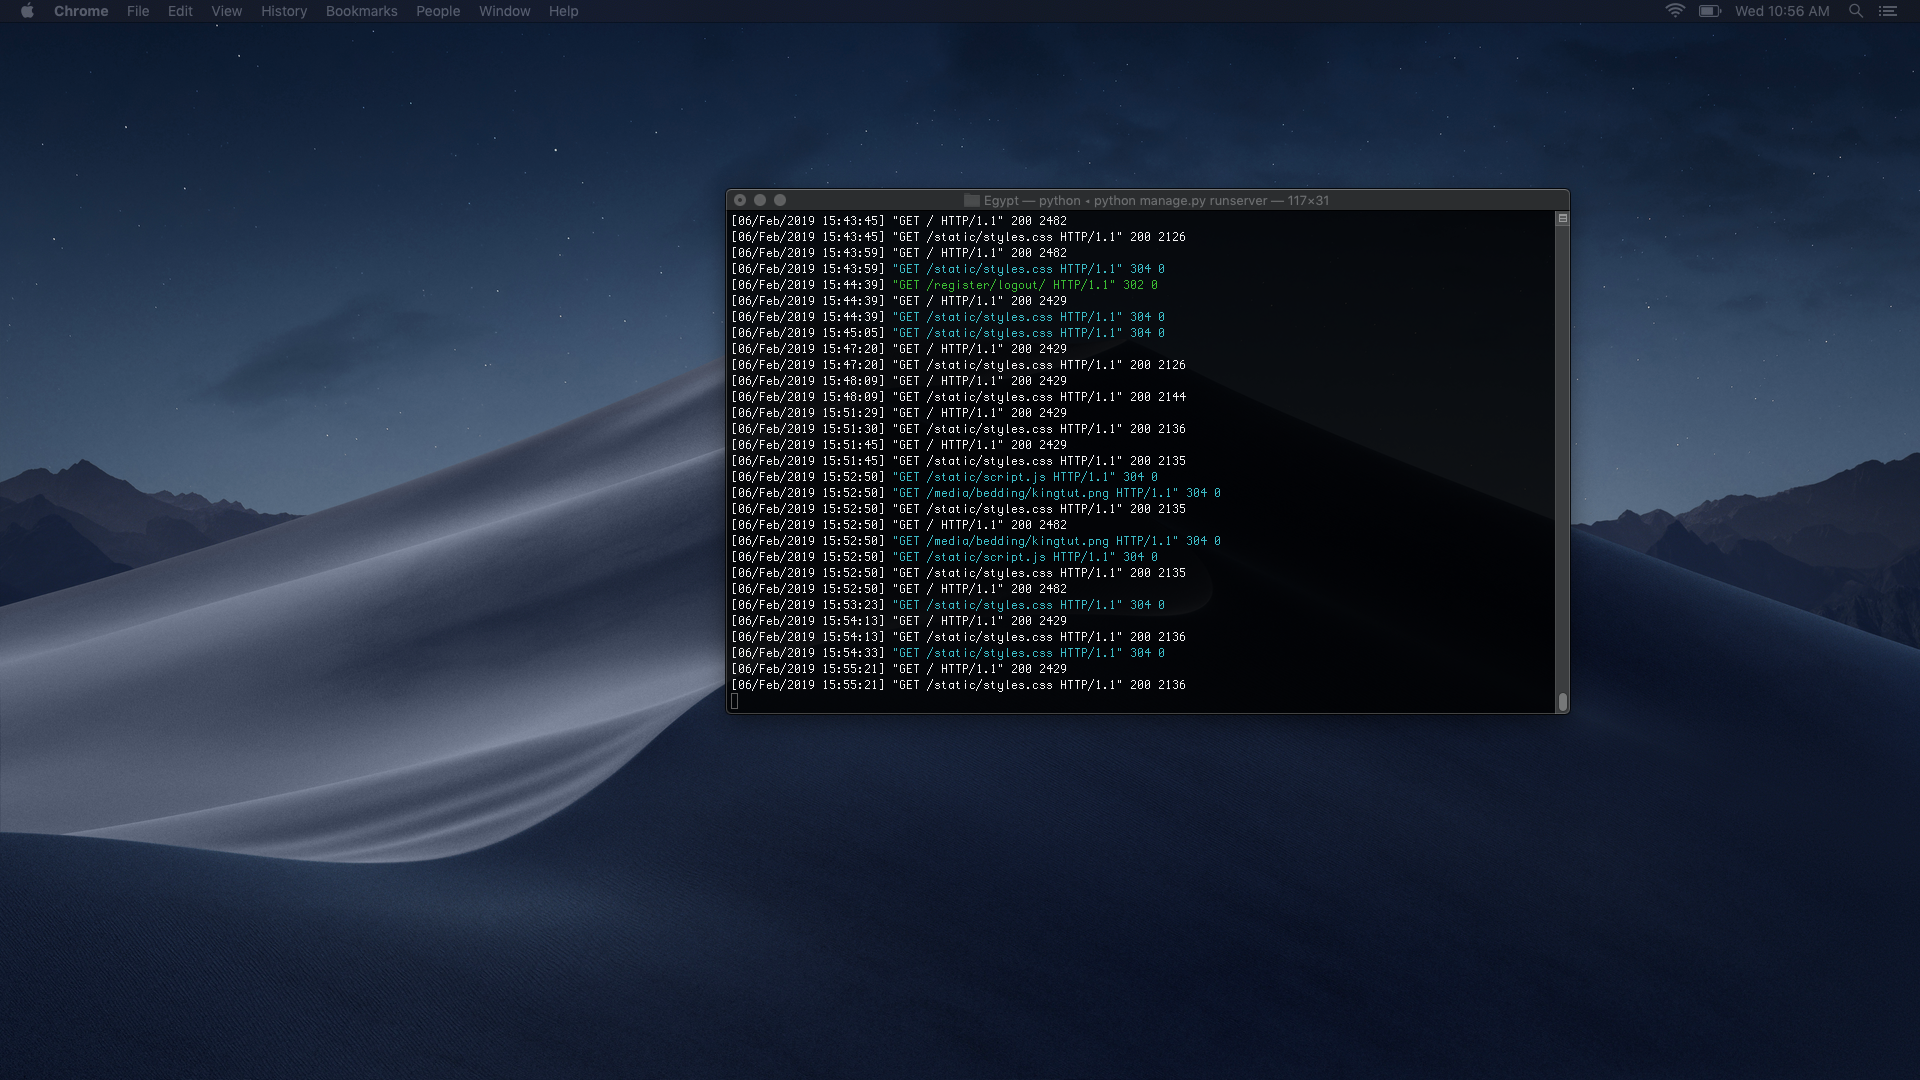 Chrome File Edit View History Bookmarks People Window Help Wed 10:56 AM
Egypt — python • python manage.py runserver — 117×31
[06/Feb/2019 15:43:45] "GET / HTTP/1.1" 200 2482
[06/Feb/2019 15:43:45] "GET /static/styles.css HTTP/1.1" 200 2126
[06/Feb/2019 15:43:59] "GET / HTTP/1.1" 200 2482
[06/Feb/2019 15:43:59] "GET /static/styles.css HTTP/1.1" 304 0
[06/Feb/2019 15:44:39] "GET /register/logout/ HTTP/1.1" 302 0
[06/Feb/2019 15:44:39] "GET / HTTP/1.1" 200 2429
[06/Feb/2019 15:44:39] "GET /static/styles.css HTTP/1.1" 304 0
[06/Feb/2019 15:45:05] "GET /static/styles.css HTTP/1.1" 304 0
[06/Feb/2019 15:47:20] "GET / HTTP/1.1" 200 2429
[06/Feb/2019 15:47:20] "GET /static/styles.css HTTP/1.1" 200 2126
[06/Feb/2019 15:48:09] "GET / HTTP/1.1" 200 2429
[06/Feb/2019 15:48:09] "GET /static/styles.css HTTP/1.1" 200 2144
[06/Feb/2019 15:51:29] "GET / HTTP/1.1" 200 2429
[06/Feb/2019 15:51:30] "GET /static/styles.css HTTP/1.1" 200 2136
[06/Feb/2019 15:51:45] "GET / HTTP/1.1" 200 2429
[06/Feb/2019 15:51:45] "GET /static/styles.css HTTP/1.1" 200 2135
[06/Feb/2019 15:52:50] "GET /static/script.js HTTP/1.1" 304 0
[06/Feb/2019 15:52:50] "GET /media/bedding/kingtut.png HTTP/1.1" 304 0
[06/Feb/2019 15:52:50] "GET /static/styles.css HTTP/1.1" 200 2135
[06/Feb/2019 15:52:50] "GET / HTTP/1.1" 200 2482
[06/Feb/2019 15:52:50] "GET /media/bedding/kingtut.png HTTP/1.1" 304 0
[06/Feb/2019 15:52:50] "GET /static/script.js HTTP/1.1" 304 0
[06/Feb/2019 15:52:50] "GET /static/styles.css HTTP/1.1" 200 2135
[06/Feb/2019 15:52:50] "GET / HTTP/1.1" 200 2482
[06/Feb/2019 15:53:23] "GET /static/styles.css HTTP/1.1" 304 0
[06/Feb/2019 15:54:13] "GET / HTTP/1.1" 200 2429
[06/Feb/2019 15:54:13] "GET /static/styles.css HTTP/1.1" 200 2136
[06/Feb/2019 15:54:33] "GET /static/styles.css HTTP/1.1" 304 0
[06/Feb/2019 15:55:21] "GET / HTTP/1.1" 200 2429
[06/Feb/2019 15:55:21] "GET /static/styles.css HTTP/1.1" 200 2136